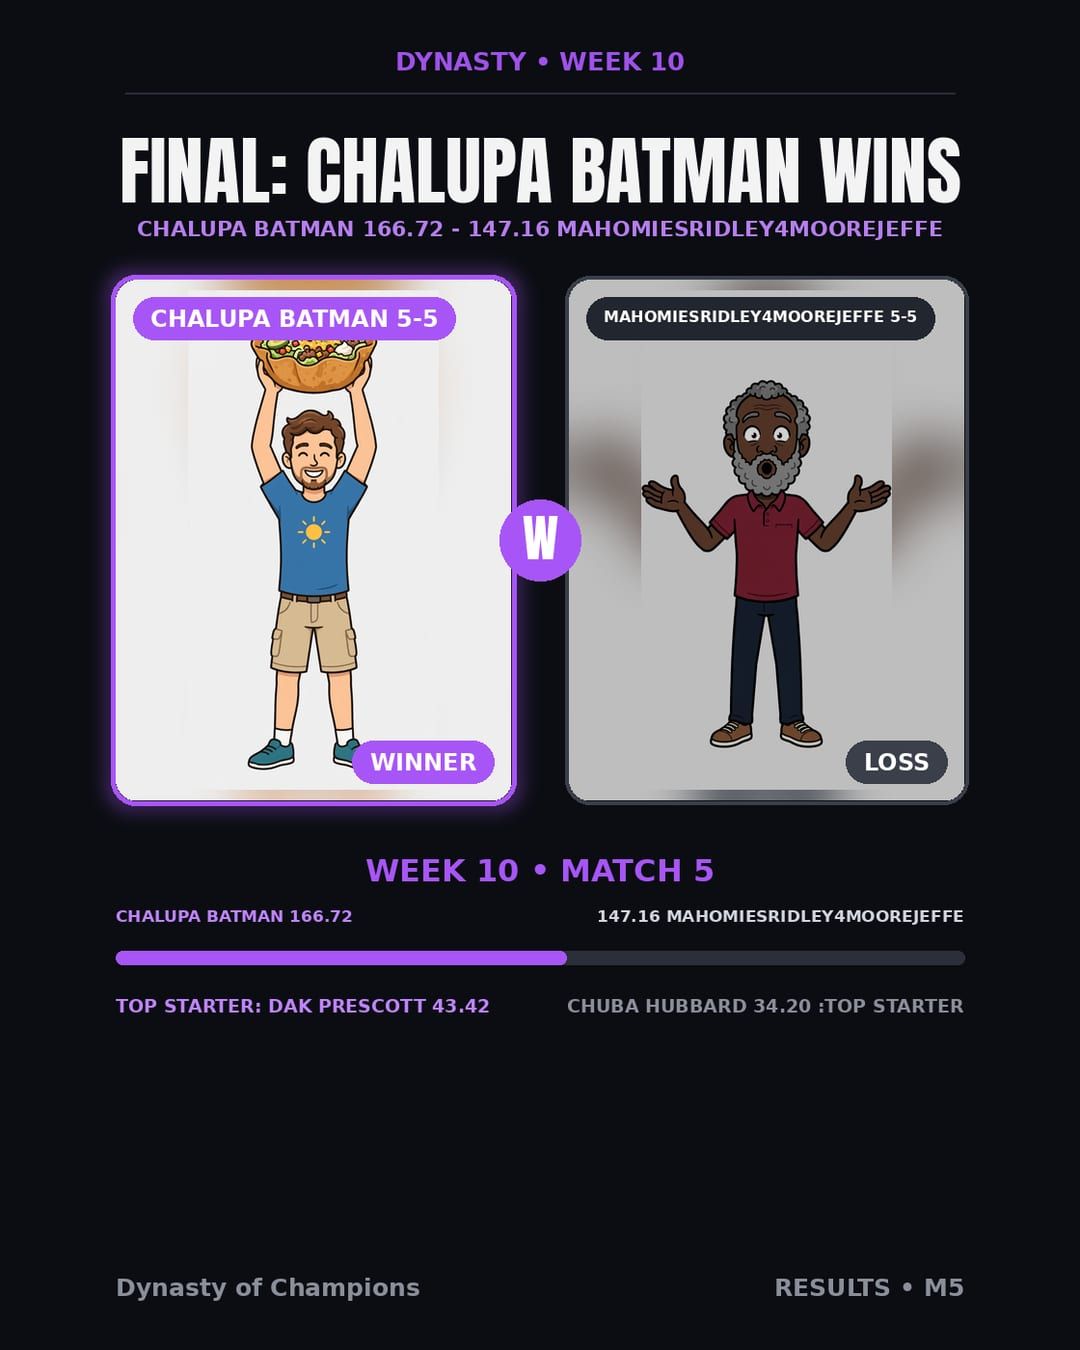 DYNASTY • WEEK 10
FINAL: CHALUPA BATMAN WINS
CHALUPA BATMAN 166.72 - 147.16 MAHOMIESRIDLEY4MOOREJEFFE
CHALUPA BATMAN 5-5
MAHOMIESRIDLEY4MOOREJEFFE 5-5
W
WINNER
LOSS
WEEK 10 • MATCH 5
CHALUPA BATMAN 166.72
147.16 MAHOMIESRIDLEY4MOOREJEFFE
TOP STARTER: DAK PRESCOTT 43.42
CHUBA HUBBARD 34.20 :TOP STARTER
Dynasty of Champions
RESULTS • M5